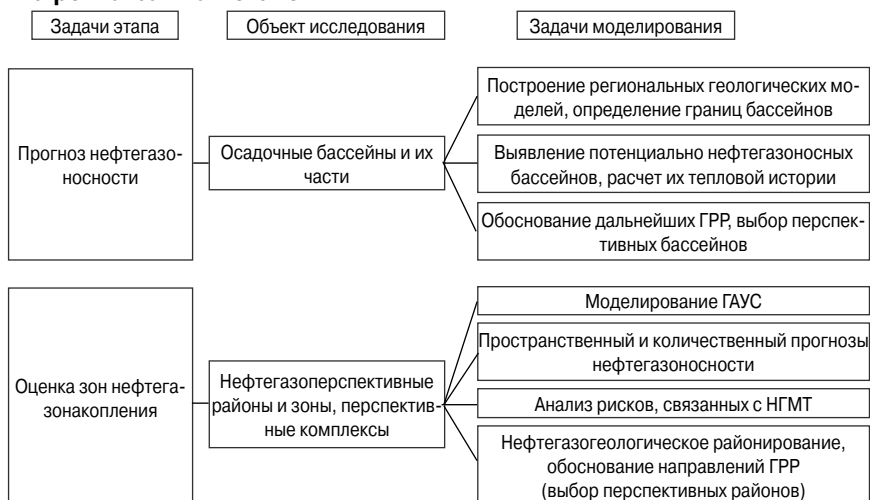 Задачи этапа
Объект исследования
Задачи моделирования
Прогноз нефтегазо-
носности
Осадочные бассейны и их
части
Построение региональных геологических мо-
делей, определение границ бассейнов
Выявление потенциально нефтегазоносных
бассейнов, расчет их тепловой истории
Обоснование дальнейших ГРР, выбор перспек-
тивных бассейнов
Оценка зон нефтега-
зонакопления
Нефтегазоперспективные
районы и зоны, перспектив-
ные комплексы
Моделирование ГАУС
Пространственный и количественный прогнозы
нефтегазоносности
Анализ рисков, связанных с НГМТ
Нефтегазогеологическое районирование,
обоснование направлений ГРР
(выбор перспективных районов)